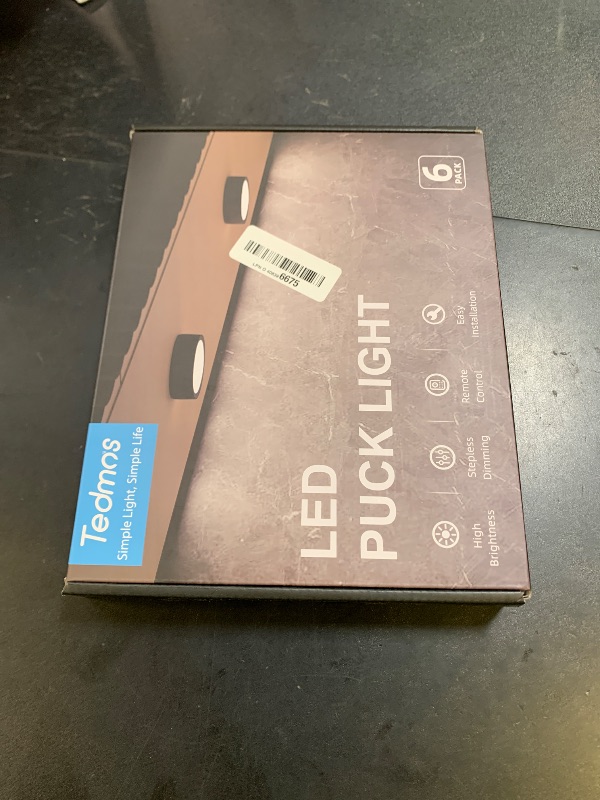 Tedmos
Simple Light, Simple Life
6675
LED
PUCK LIGHT
High
Brightness
Stepless
Dimming
Remote
Control
Easy
Installation
6
PACK